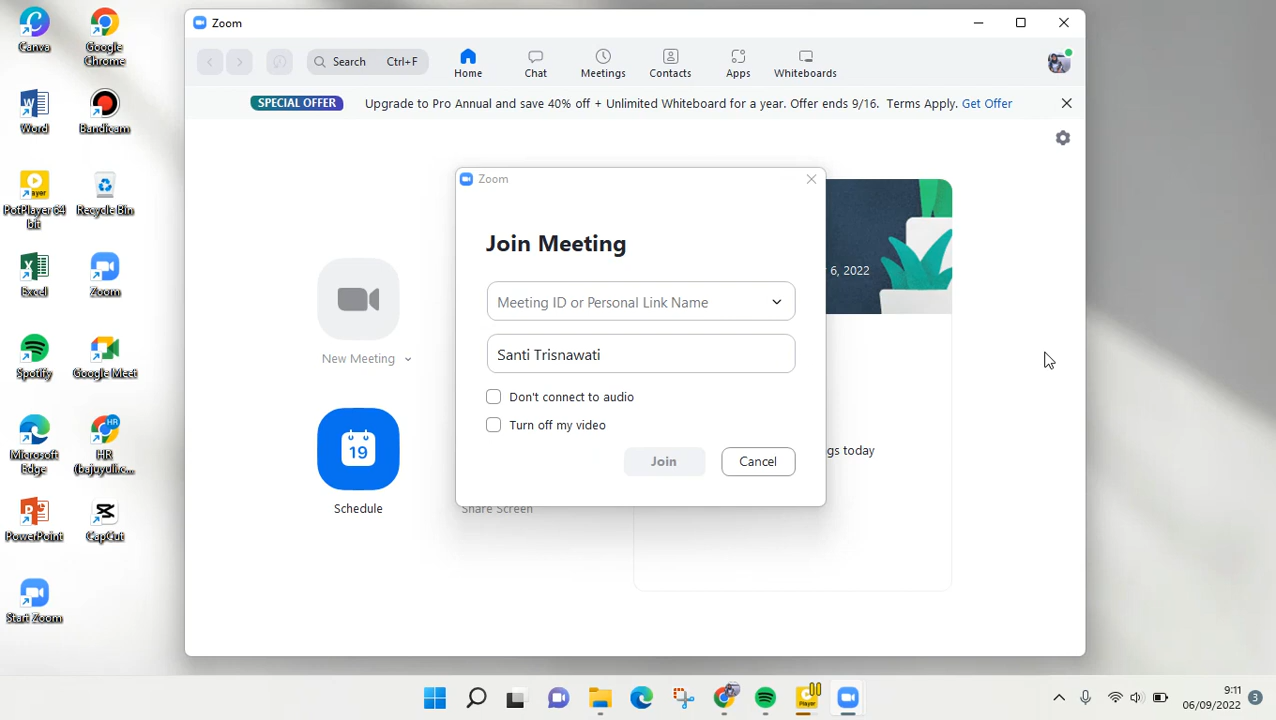 Canva
Google
Chrome
Word
Bandicam
PotPlayer 64
bit
Recycle Bin
Excel
Zoom
Spotify
Google Meet
Microsoft
Edge
HR
HR
(bajuyuli.c...
PowerPoint
CapCut
Start Zoom
Zoom
Search Ctrl+F
Home
Chat
Meetings
Contacts
Apps
Whiteboards
SPECIAL OFFER Upgrade to Pro Annual and save 40% off + Unlimited Whiteboard for a year. Offer ends 9/16. Terms Apply. Get Offer
Zoom
Join Meeting
Meeting ID or Personal Link Name
Santi Trisnawati
Don't connect to audio
Turn off my video
Join Cancel
6, 2022
New Meeting
19
Schedule
Share Screen
gs today
Player
9:11
06/09/2022
3